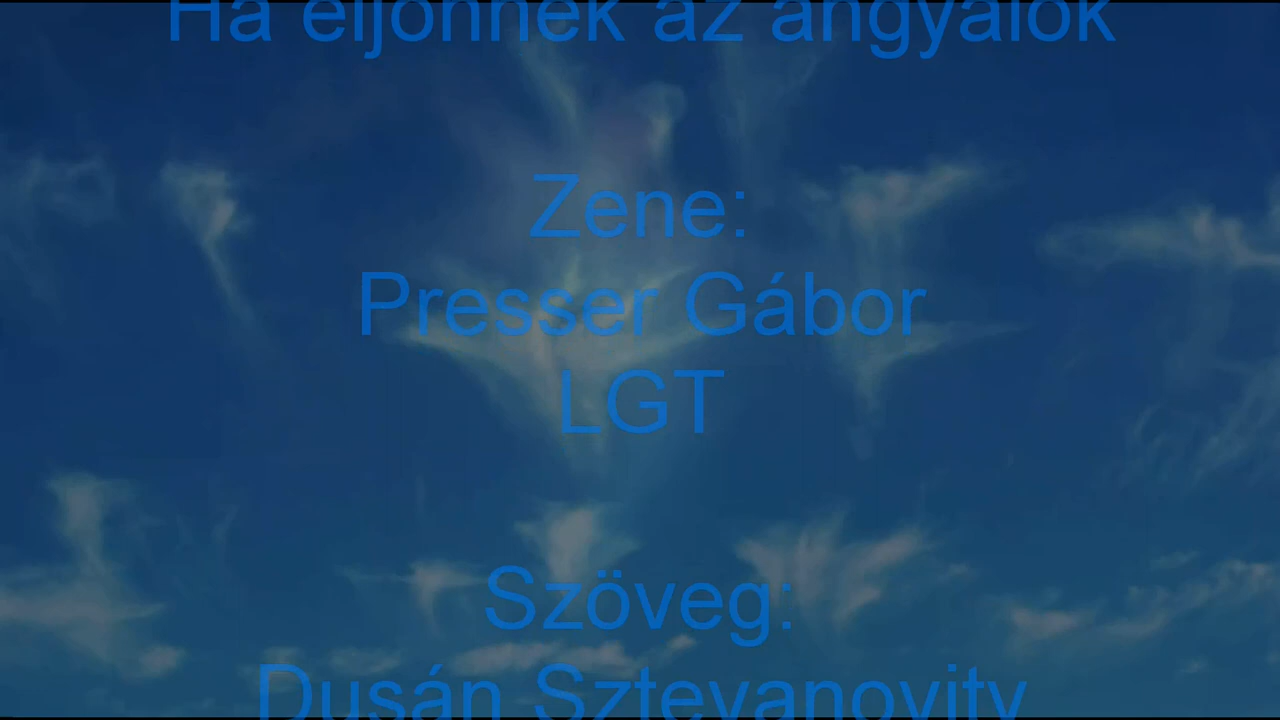 Ha eljönnek az angyalok
Zene:
Presser Gábor
LGT
Szöveg:
Dusán Sztevanovity